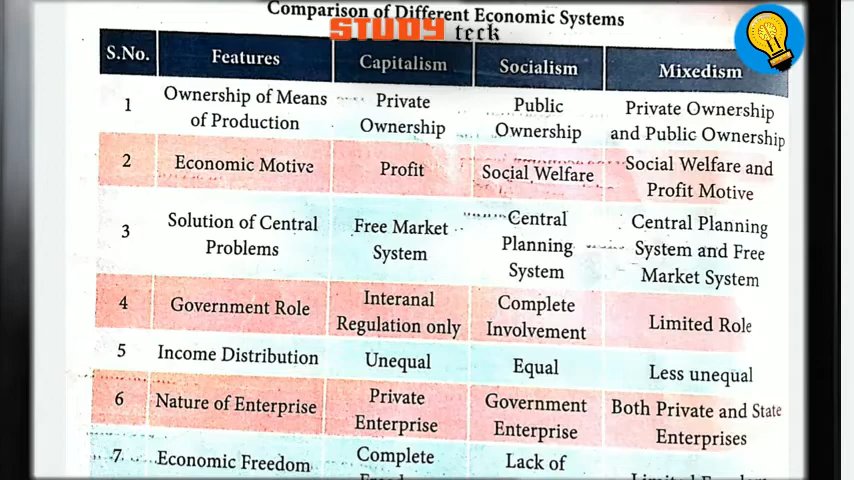 Comparison of Different Economic Systems
STUDY teck
S.No. Features Capitalism Socialism Mixedism
1 Ownership of Means of Production Private Ownership Public Ownership Private Ownership and Public Ownership
2 Economic Motive Profit Social Welfare Social Welfare and Profit Motive
3 Solution of Central Problems Free Market System Central Planning System Central Planning System and Free Market System
4 Government Role Interanal Regulation only Complete Involvement Limited Role
5 Income Distribution Unequal Equal Less unequal
6 Nature of Enterprise Private Enterprise Government Enterprise Both Private and State Enterprises
7 Economic Freedom Complete Lack of